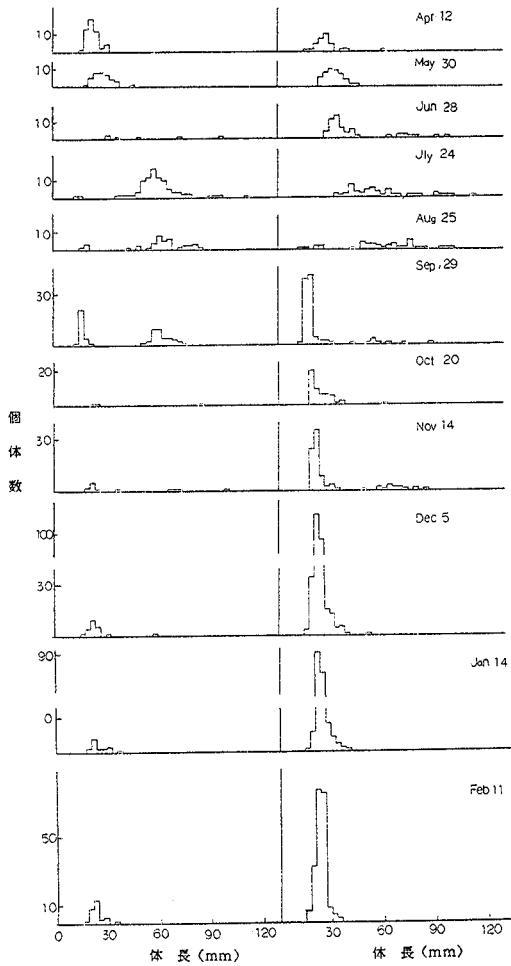 10
Apr 12
10
May 30
10
Jun 28
10
Jly 24
10
Aug 25
30
Sep, 29
20
Oct 20
30
Nov 14
個体数
100
30
Dec 5
90
0
Jan 14
50
10
Feb 11
0 30 60 90 120 30 60 90 120
体 長 (mm) 体 長 (mm)